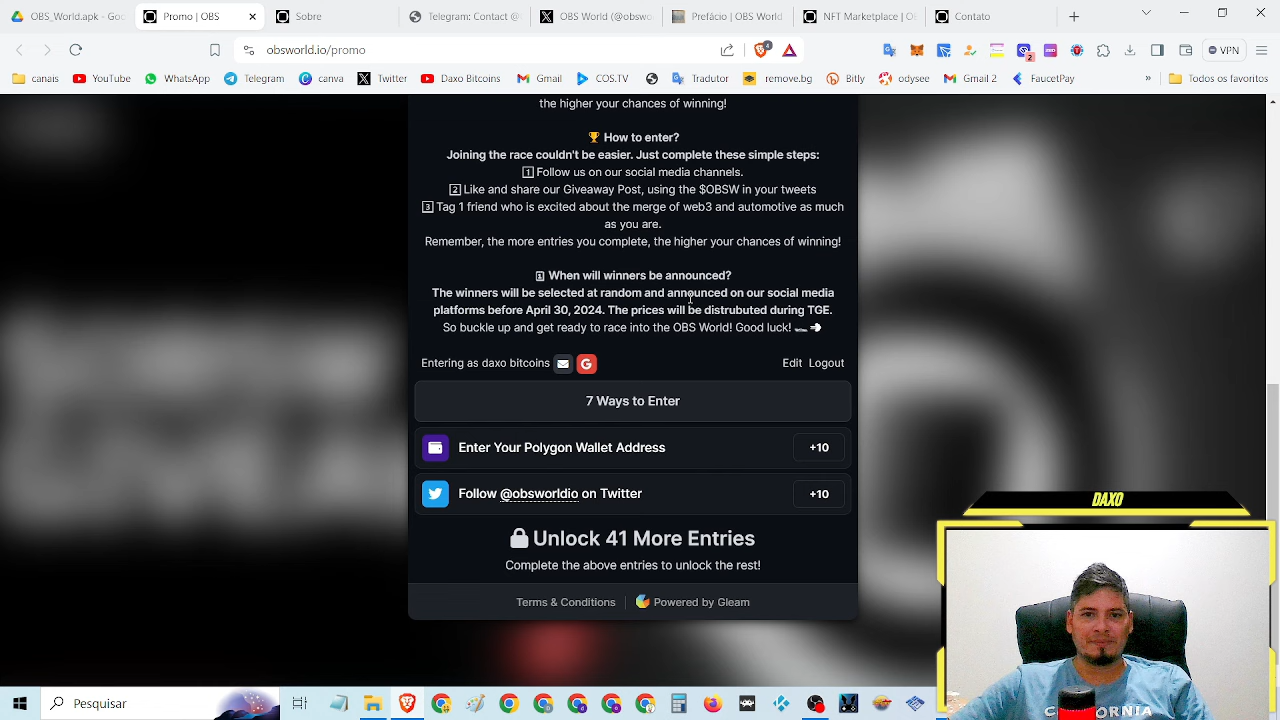 OBS_World.apk - Goo
Promo | OBS
Sobre
Telegram: Contact @
OBS World (@obswo
Prefácio | OBS World
NFT Marketplace | O
Contato
obsworld.io/promo
4
2
VPN
canais
YouTube
WhatsApp
Telegram
canva
Twitter
Daxo Bitcoins
Gmail
COS.TV
Tradutor
remove.bg
Bitly
odysee
Gmail 2
FaucetPay
»
Todos os favoritos
the higher your chances of winning!
🏆 How to enter?
Joining the race couldn't be easier. Just complete these simple steps:
1 Follow us on our social media channels.
2 Like and share our Giveaway Post, using the $OBSW in your tweets
3 Tag 1 friend who is excited about the merge of web3 and automotive as much
as you are.
Remember, the more entries you complete, the higher your chances of winning!
When will winners be announced?
The winners will be selected at random and announced on our social media
platforms before April 30, 2024. The prices will be distrubuted during TGE.
So buckle up and get ready to race into the OBS World! Good luck!
Entering as daxo bitcoins
Edit Logout
7 Ways to Enter
Enter Your Polygon Wallet Address
+10
Follow @obsworldio on Twitter
+10
Unlock 41 More Entries
Complete the above entries to unlock the rest!
Terms & Conditions
Powered by Gleam
DAXO
CALIFORNIA
Pesquisar